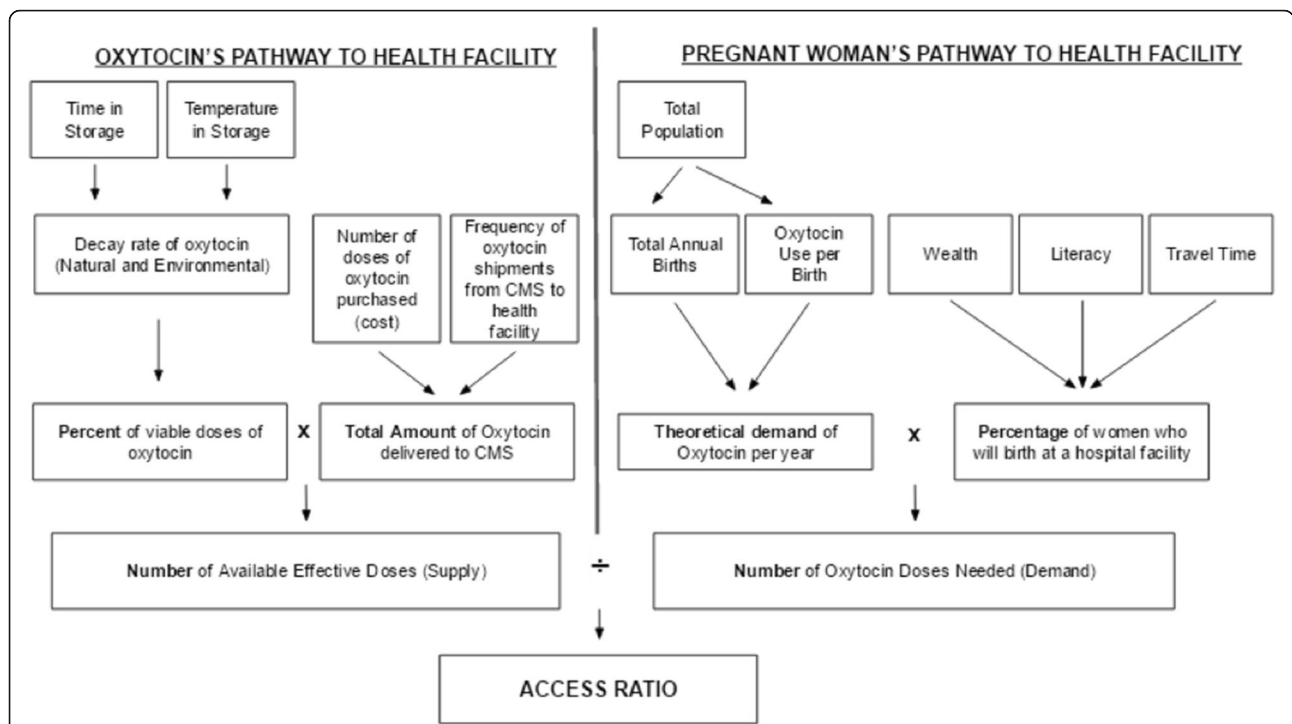 OXYTOCIN'S PATHWAY TO HEALTH FACILITY
Time in
Storage
Temperature
in Storage
Decay rate of oxytocin
(Natural and Environmental)
Number of
doses of
oxytocin
purchased
(cost)
Frequency of
oxytocin
shipments
from CMS to
health
facility
Percent of viable doses of
oxytocin
X
Total Amount of Oxytocin
delivered to CMS
Number of Available Effective Doses (Supply)
÷
PREGNANT WOMAN'S PATHWAY TO HEALTH FACILITY
Total
Population
Total Annual
Births
Oxytocin
Use per
Birth
Wealth
Literacy
Travel Time
Theoretical demand of
Oxytocin per year
X
Percentage of women who
will birth at a hospital facility
Number of Oxytocin Doses Needed (Demand)
ACCESS RATIO